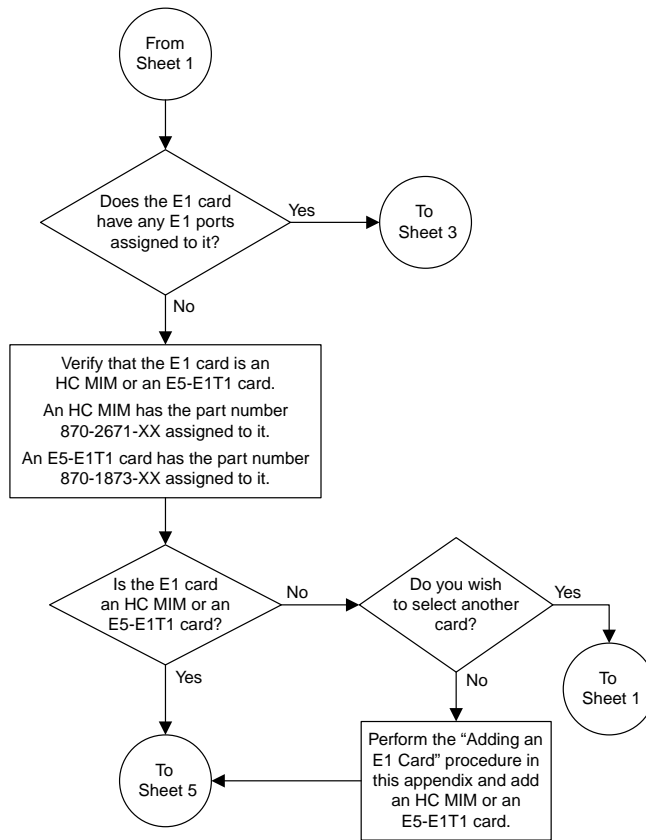 From
Sheet 1
Does the E1 card
have any E1 ports
assigned to it?
Yes
To
Sheet 3
No
Verify that the E1 card is an
HC MIM or an E5-E1T1 card.
An HC MIM has the part number
870-2671-XX assigned to it.
An E5-E1T1 card has the part number
870-1873-XX assigned to it.
Is the E1 card
an HC MIM or an
E5-E1T1 card?
No
Do you wish
to select another
card?
Yes
To
Sheet 1
Yes
No
To
Sheet 5
Perform the “Adding an
E1 Card” procedure in
this appendix and add
an HC MIM or an
E5-E1T1 card.